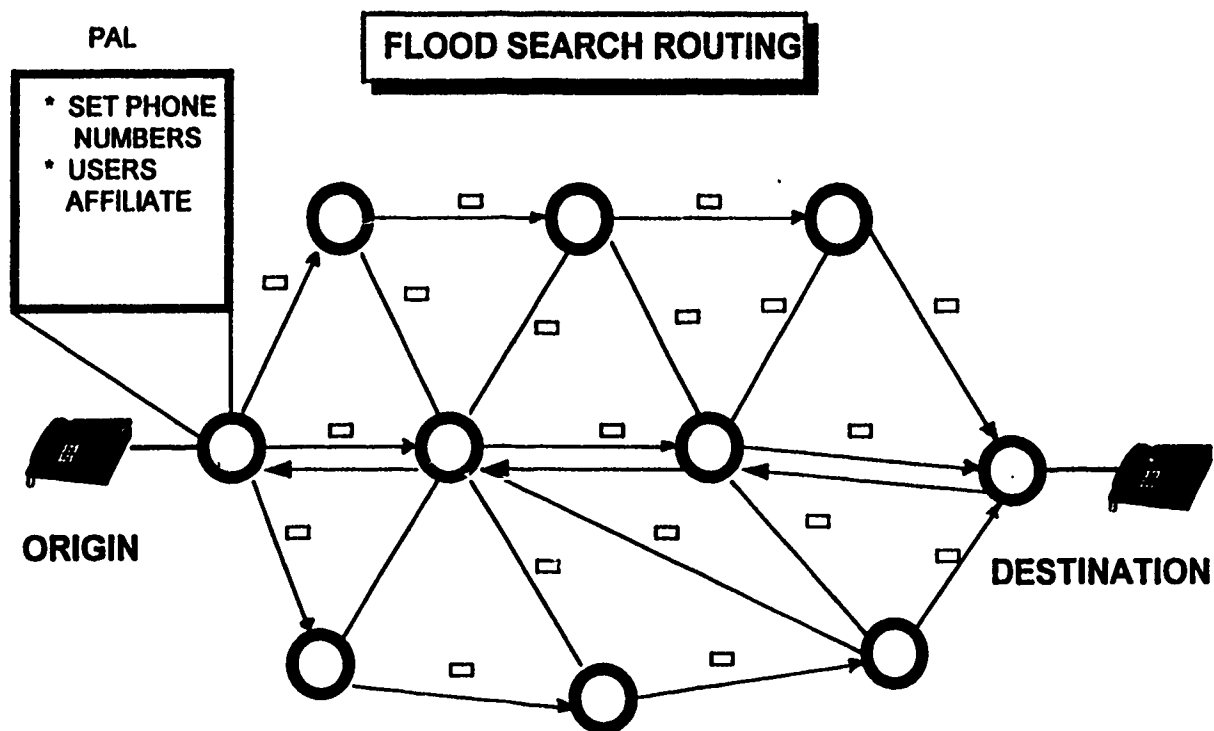 PAL
FLOOD SEARCH ROUTING
* SET PHONE
NUMBERS
* USERS
AFFILIATE
ORIGIN
DESTINATION